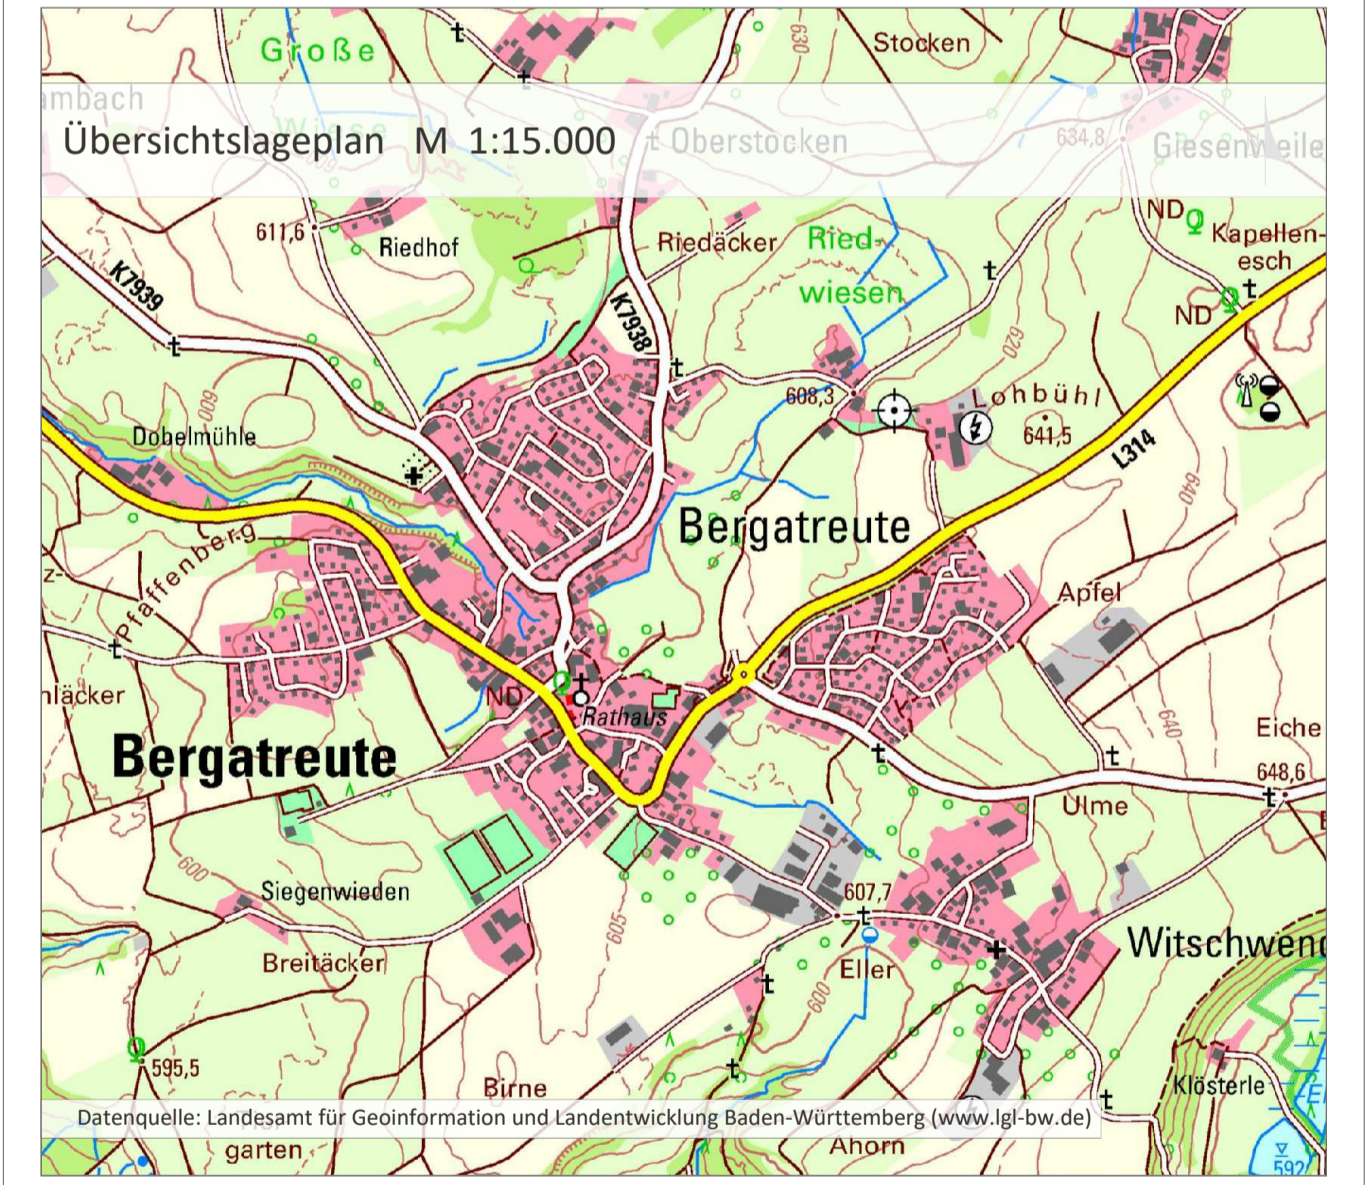 Große
Stocken
ambach
Wiese
Übersichtslageplan M 1:15.000
Oberstocken
630
634,8
Giesenweile
611,6
Riedhof
Riedäcker
Ried-
wiesen
ND
Kapellen-
esch
ND
K7939
K7938
620
600
608,3
Lohbühl
641,5
L314
640
Dobelmühle
Bergatreute
Pfaffenberg
z-
Apfel
hläcker
ND
Rathaus
640
Eiche
Bergatreute
648,6
Ulme
E
600
Siegenwieden
607,7
605
Breitäcker
Eller
Witschwend
600
595,5
Birne
Klösterle
Datenquelle: Landesamt für Geoinformation und Landentwicklung Baden-Württemberg (www.lgl-bw.de)
garten
Ahorn
592